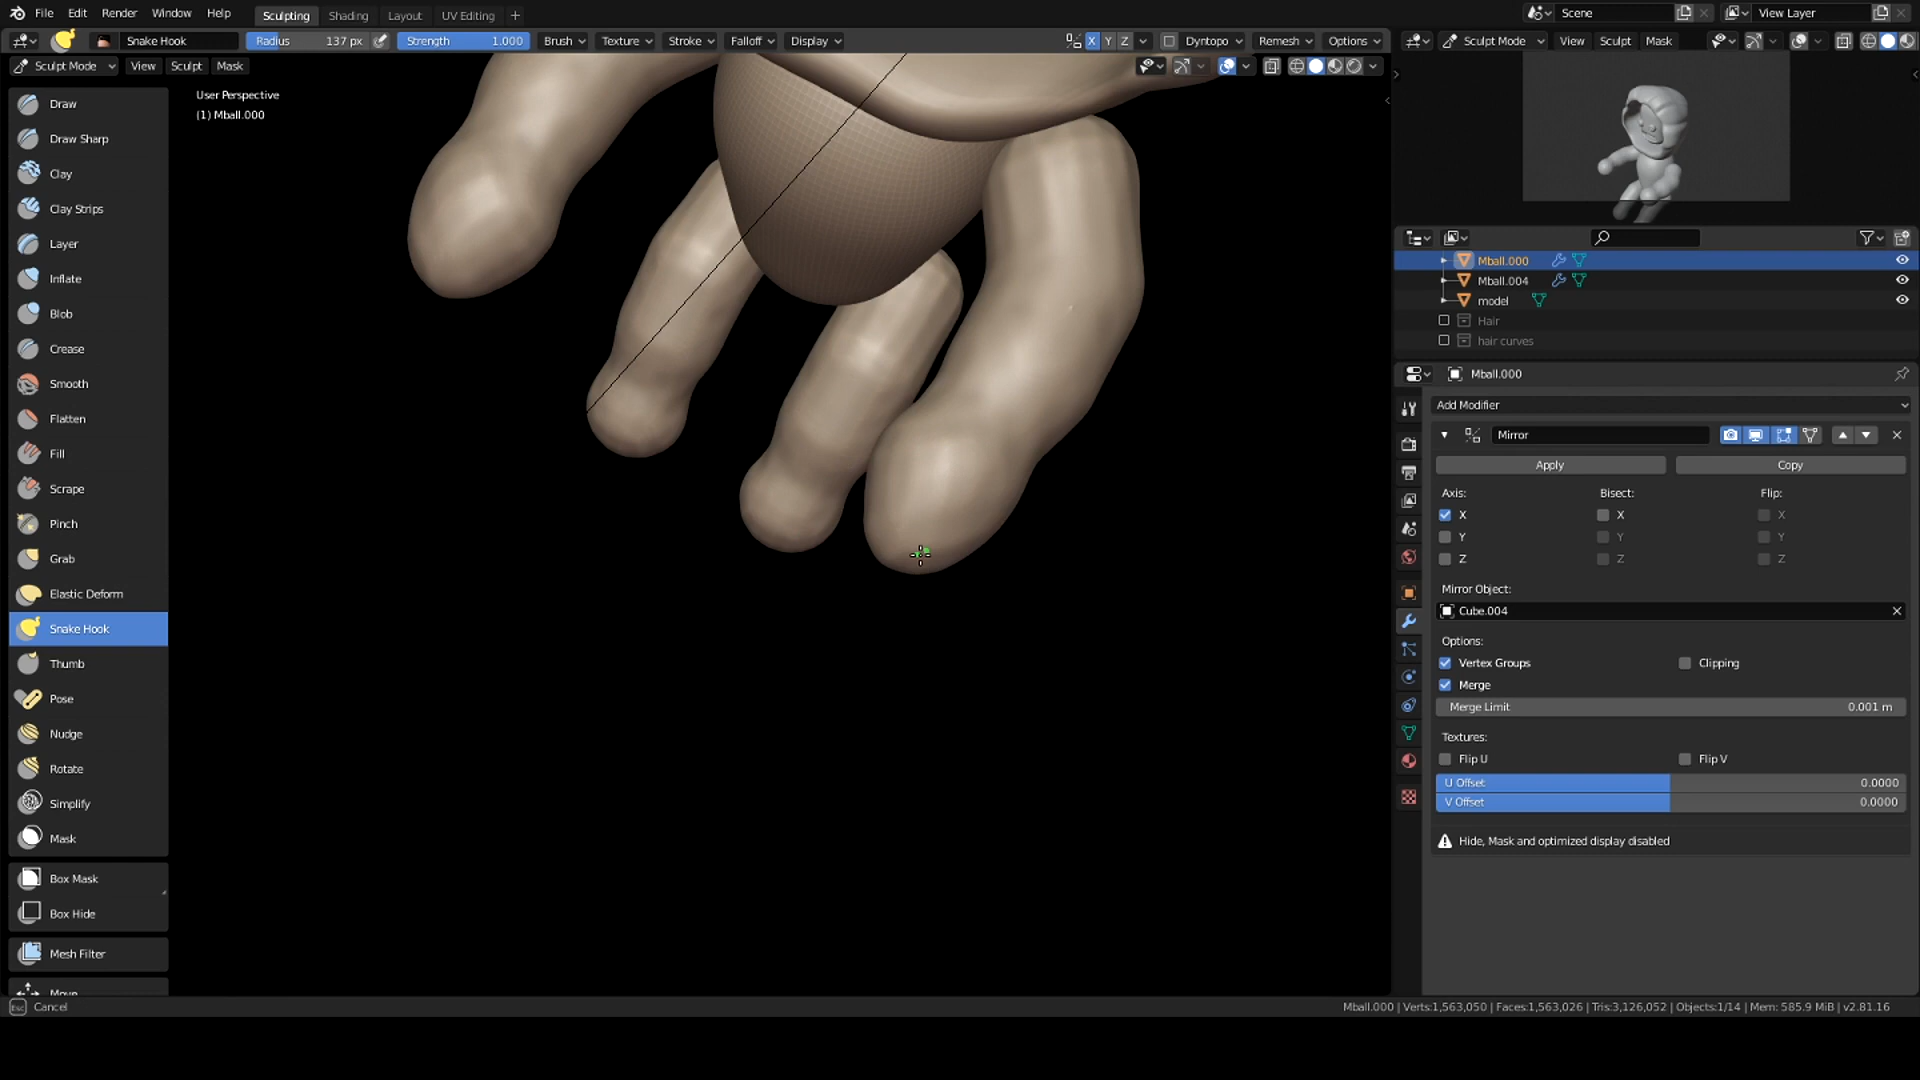 File Edit Render Window Help Sculpting Shading Layout UV Editing + Scene View Layer
Snake Hook Radius 137 px Strength 1.000 Brush Texture Stroke Falloff Display X Y Z Dyntopo Remesh Options Sculpt Mode View Sculpt Mask
Sculpt Mode View Sculpt Mask
User Perspective
(1) Mball.000
Draw
Draw Sharp
Clay
Clay Strips
Layer
Inflate
Blob
Crease
Smooth
Flatten
Fill
Scrape
Pinch
Grab
Elastic Deform
Snake Hook
Thumb
Pose
Nudge
Rotate
Simplify
Mask
Box Mask
Box Hide
Mesh Filter
Move
Mball.000
Mball.004
model
Hair
hair curves
Mball.000
Add Modifier
Mirror
Apply Copy
Axis: Bisect: Flip:
X X X
Y Y Y
Z Z Z
Mirror Object:
Cube.004
Options:
Vertex Groups Clipping
Merge
Merge Limit 0.001 m
Textures:
Flip U Flip V
U Offset 0.0000
V Offset 0.0000
Hide, Mask and optimized display disabled
Esc Cancel
Mball.000 | Verts:1,563,050 | Faces:1,563,026 | Tris:3,126,052 | Objects:1/14 | Mem: 585.9 MiB | v2.81.16